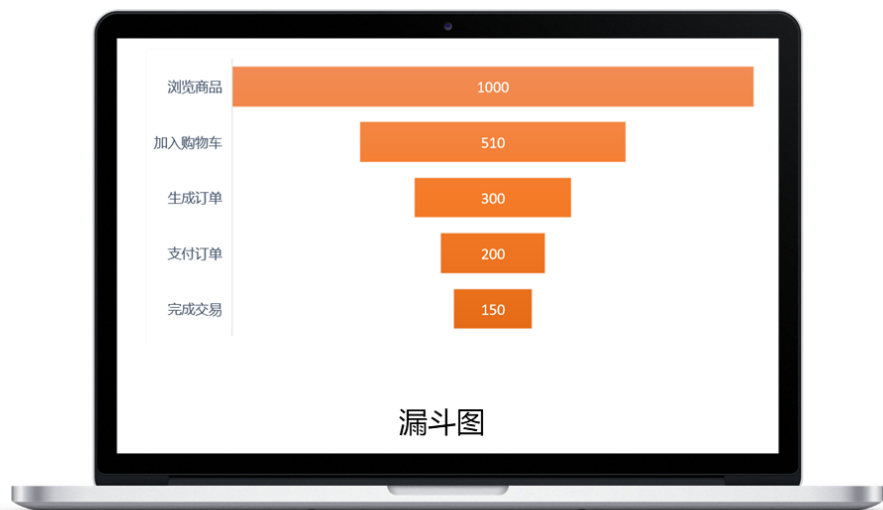 浏览商品 1000
加入购物车 510
生成订单 300
支付订单 200
完成交易 150
漏斗图